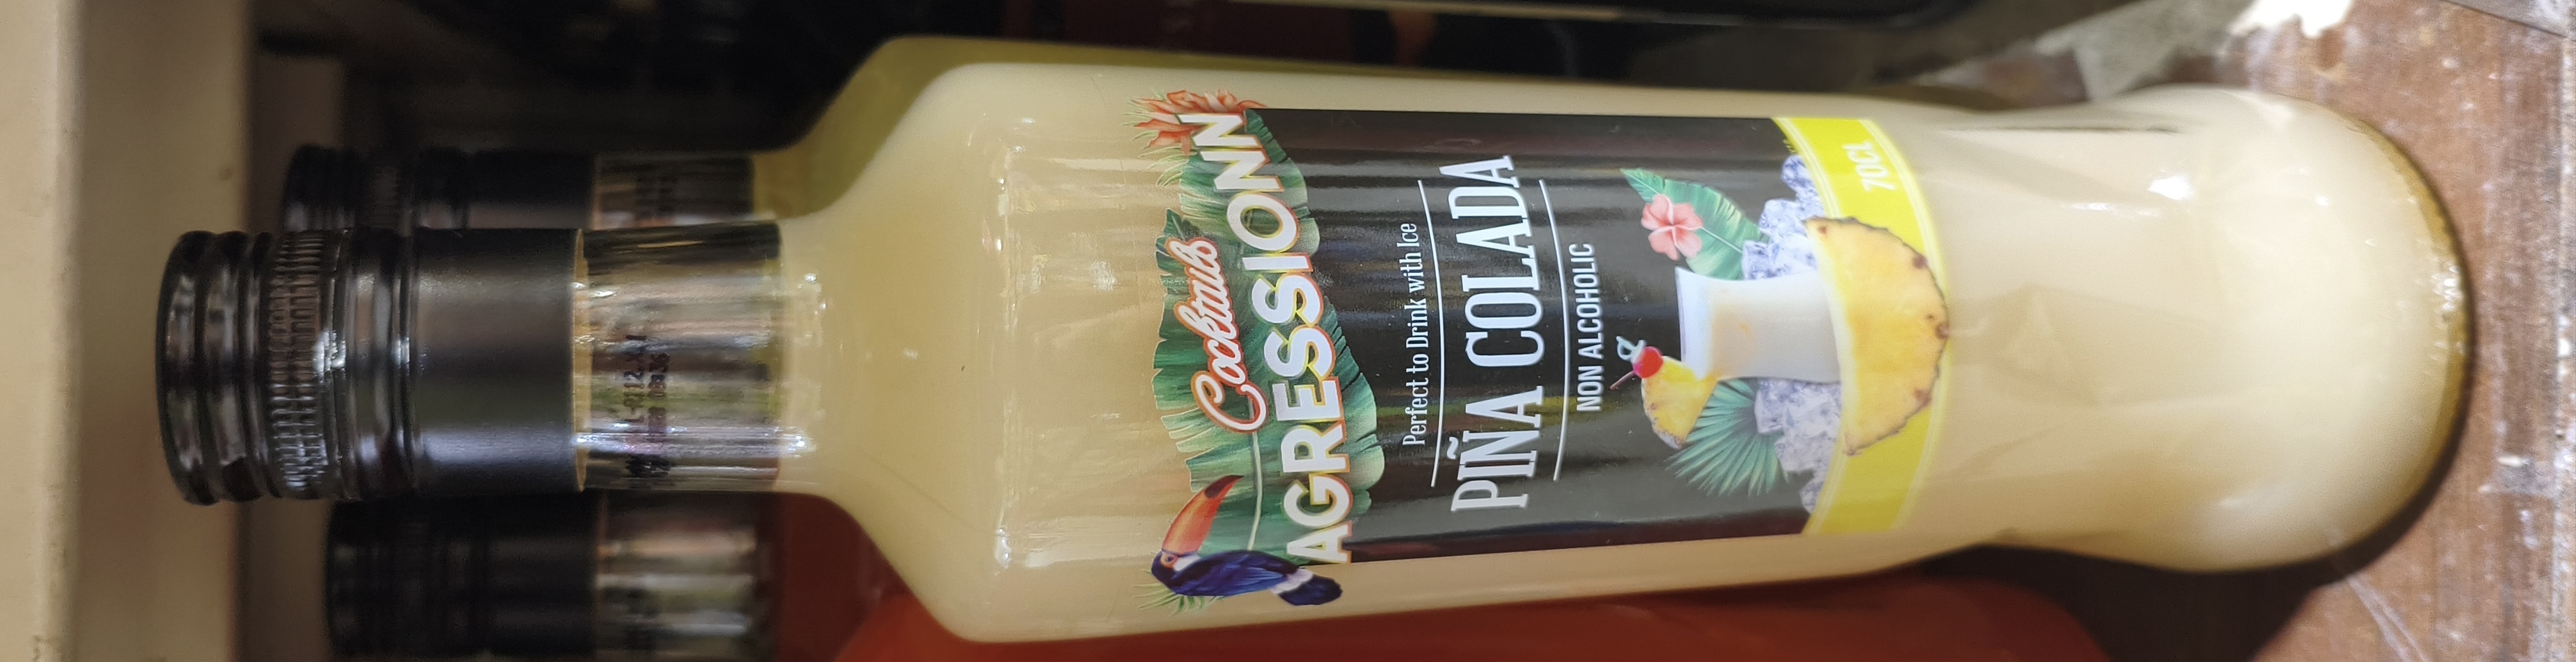 Cocktails
AGRESSIONN
Perfect to Drink with Ice
PIÑA COLADA
NON ALCOHOLIC
70CL